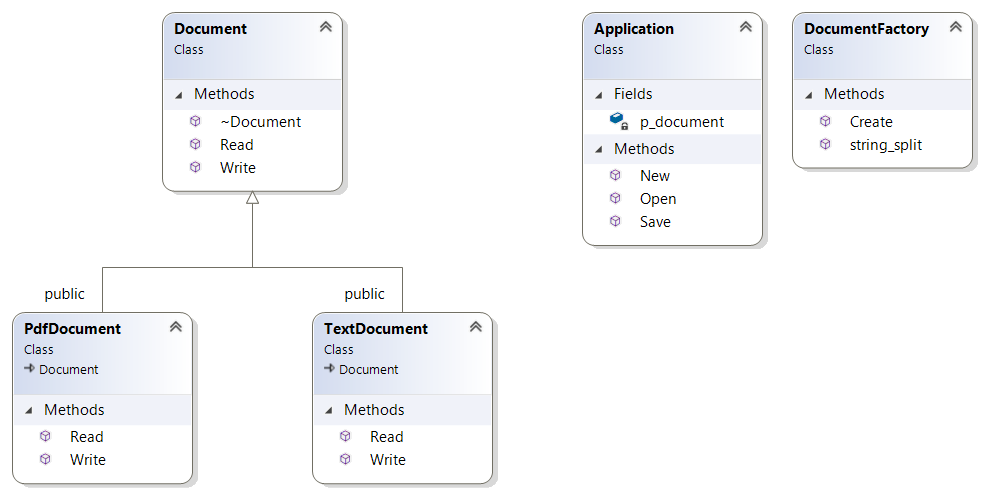 Document
Class
Methods
~Document
Read
Write
Application
Class
Fields
p_document
Methods
New
Open
Save
DocumentFactory
Class
Methods
Create
string_split
public
public
PdfDocument
Class
Document
Methods
Read
Write
TextDocument
Class
Document
Methods
Read
Write